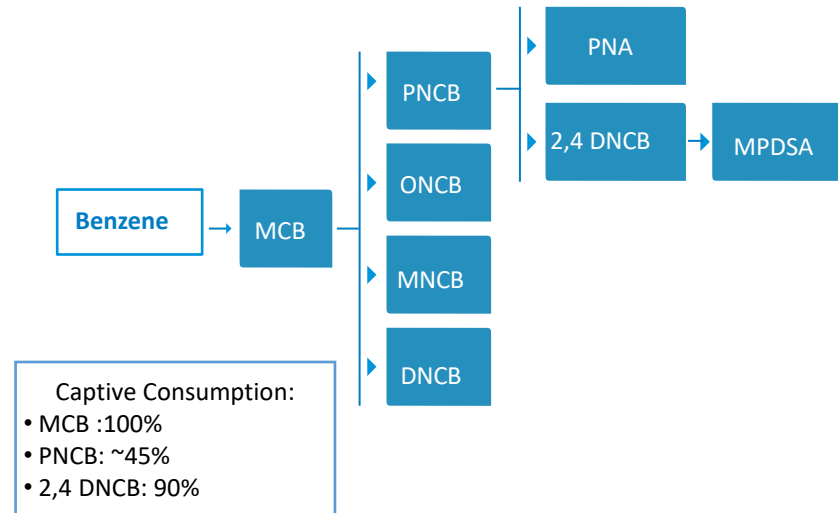 PNA
PNCB
2,4 DNCB
MPDSA
ONCB
Benzene
MCB
MNCB
DNCB
Captive Consumption:
• MCB :100%
• PNCB: ~45%
• 2,4 DNCB: 90%